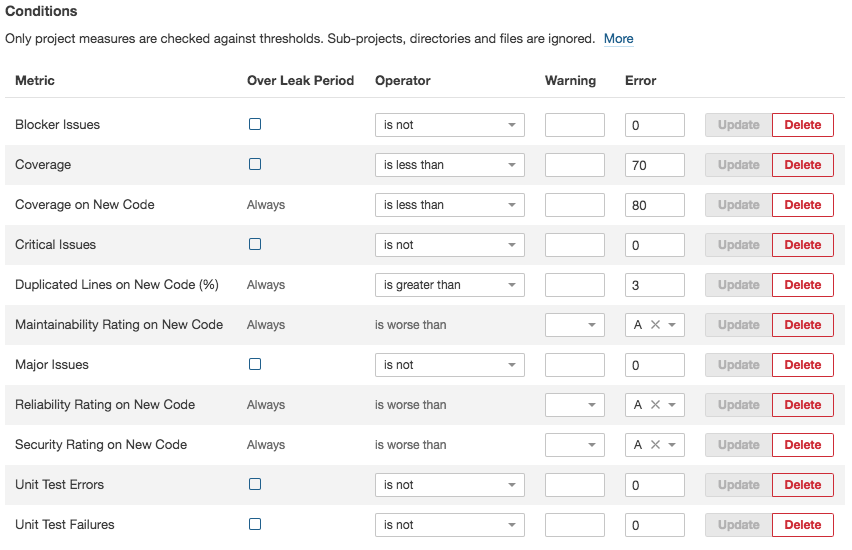 Conditions
Only project measures are checked against thresholds. Sub-projects, directories and files are ignored. More
Metric Over Leak Period Operator Warning Error
Blocker Issues is not 0 Update Delete
Coverage is less than 70 Update Delete
Coverage on New Code Always is less than 80 Update Delete
Critical Issues is not 0 Update Delete
Duplicated Lines on New Code (%) Always is greater than 3 Update Delete
Maintainability Rating on New Code Always is worse than A Update Delete
Major Issues is not 0 Update Delete
Reliability Rating on New Code Always is worse than A Update Delete
Security Rating on New Code Always is worse than A Update Delete
Unit Test Errors is not 0 Update Delete
Unit Test Failures is not 0 Update Delete